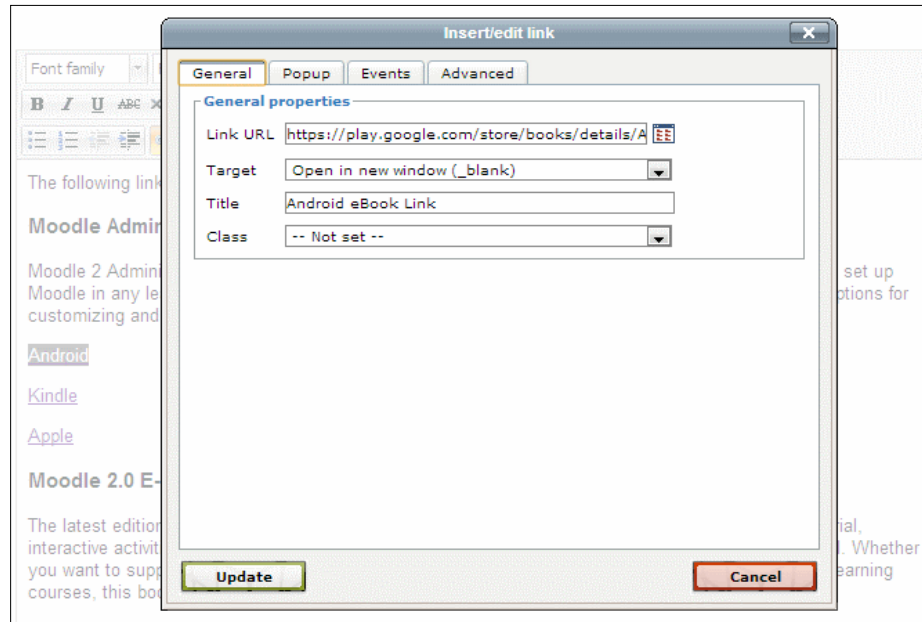 Insert/edit link
General Popup Events Advanced
General properties
Link URL https://play.google.com/store/books/details/A
Target Open in new window (_blank)
Title Android eBook Link
Class -- Not set --
Update Cancel
Font family
B I U ABC
The following link
Moodle Admin
Moodle 2 Admini set up
Moodle in any le ptions for
customizing and
Android
Kindle
Apple
Moodle 2.0 E-
The latest edition ial,
interactive activit l. Whether
you want to supp earning
courses, this boo